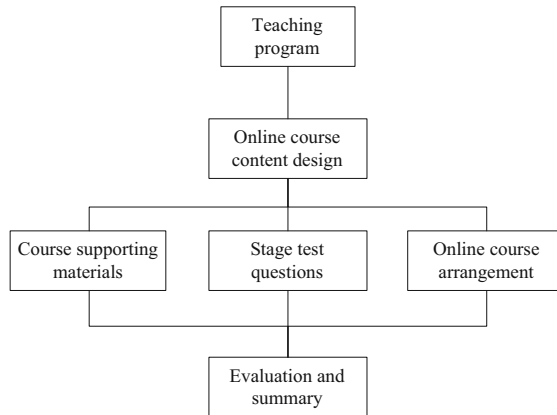 Teaching
program
Online course
content design
Course supporting
materials
Stage test
questions
Online course
arrangement
Evaluation and
summary